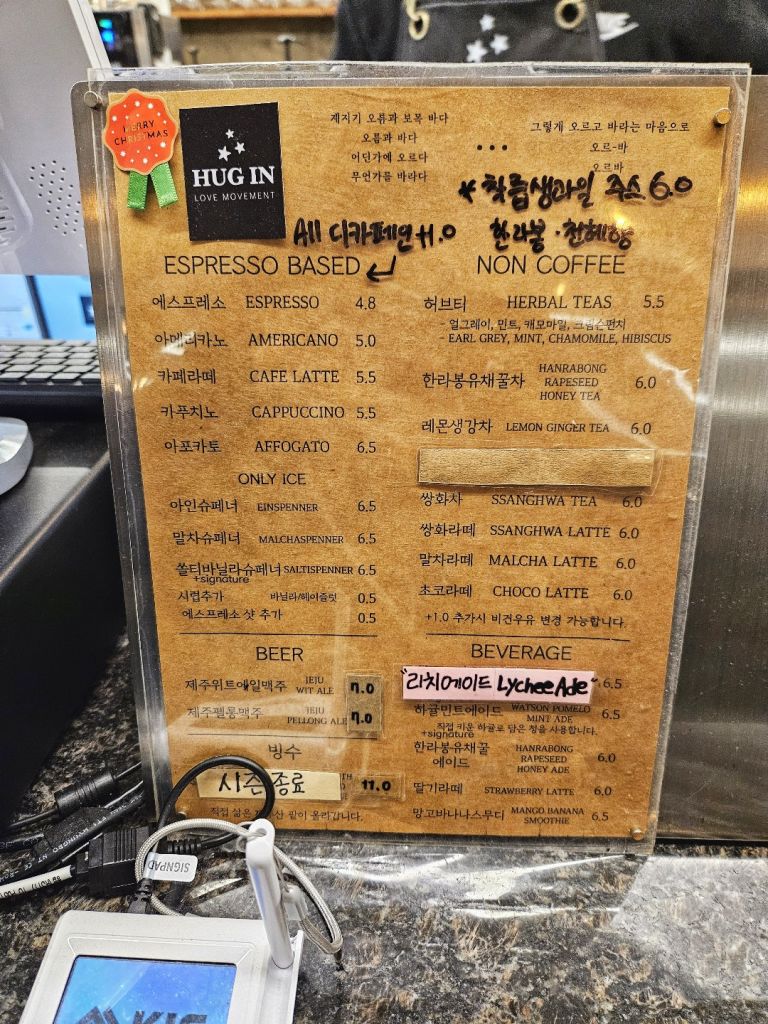 MERRY
CHRISTMAS
HUG IN
LOVE MOVEMENT
제지기 오름과 보목 바다
오름과 바다
어딘가에 오르다
무언가를 바라다
...
그렇게 오르고 바라는 마음으로
오르-바
오르바
* 착즙생과일 쥬스 6.0
한라봉 · 천혜향
All 디카페인 +1.0
ESPRESSO BASED
에스프레소 ESPRESSO 4.8
아메리카노 AMERICANO 5.0
카페라떼 CAFE LATTE 5.5
카푸치노 CAPPUCCINO 5.5
아포카토 AFFOGATO 6.5
ONLY ICE
아인슈페너 EINSPENNER 6.5
말차슈페너 MALCHASPENNER 6.5
쏠티바닐라슈페너 SALTISPENNER 6.5
+signature
시럽추가 바닐라/헤이즐넛 0.5
에스프레소 샷 추가 0.5
BEER
제주위트에일맥주 JEJU WIT ALE 7.0
제주펠롱맥주 JEJU PELLONG ALE 7.0
빙수
시즌종료 11.0
직접 삶은 팥이 올라갑니다.
NON COFFEE
허브티 HERBAL TEAS 5.5
- 얼그레이, 민트, 캐모마일, 크림슨펀치
- EARL GREY, MINT, CHAMOMILE, HIBISCUS
한라봉유채꿀차 HANRABONG RAPESEED HONEY TEA 6.0
레몬생강차 LEMON GINGER TEA 6.0
쌍화차 SSANGHWA TEA 6.0
쌍화라떼 SSANGHWA LATTE 6.0
말차라떼 MALCHA LATTE 6.0
초코라떼 CHOCO LATTE 6.0
+1.0 추가시 비건우유 변경 가능합니다.
BEVERAGE
"리치에이드 Lychee Ade" 6.5
하귤민트에이드 WATSON POMELO MINT ADE 6.5
직접 키운 하귤로 담은 청을 사용합니다.
+signature
한라봉유채꿀에이드 HANRABONG RAPESEED HONEY ADE 6.0
딸기라떼 STRAWBERRY LATTE 6.0
망고바나나스무디 MANGO BANANA SMOOTHIE 6.5
SIGNPAD